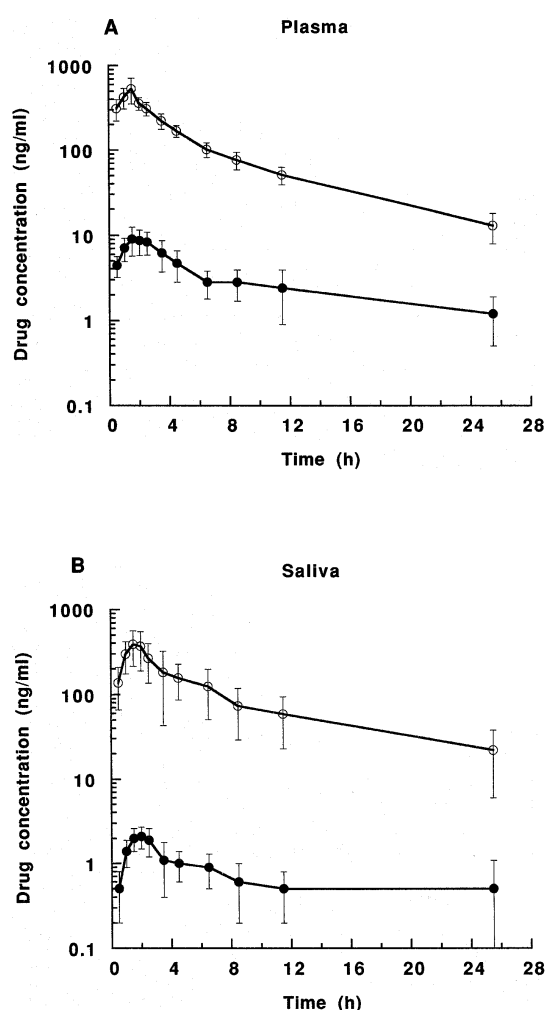 A
Plasma
1000
100
10
1
0.1
Drug concentration (ng/ml)
0 4 8 12 16 20 24 28
Time (h)
B
Saliva
1000
100
10
1
0.1
Drug concentration (ng/ml)
0 4 8 12 16 20 24 28
Time (h)